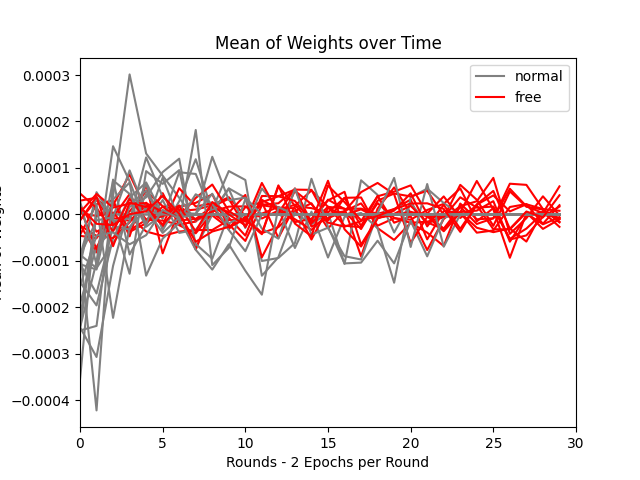 Mean of Weights over Time
normal
free
0.0003
0.0002
0.0001
0.0000
−0.0001
−0.0002
−0.0003
−0.0004
0 5 10 15 20 25 30
Rounds - 2 Epochs per Round